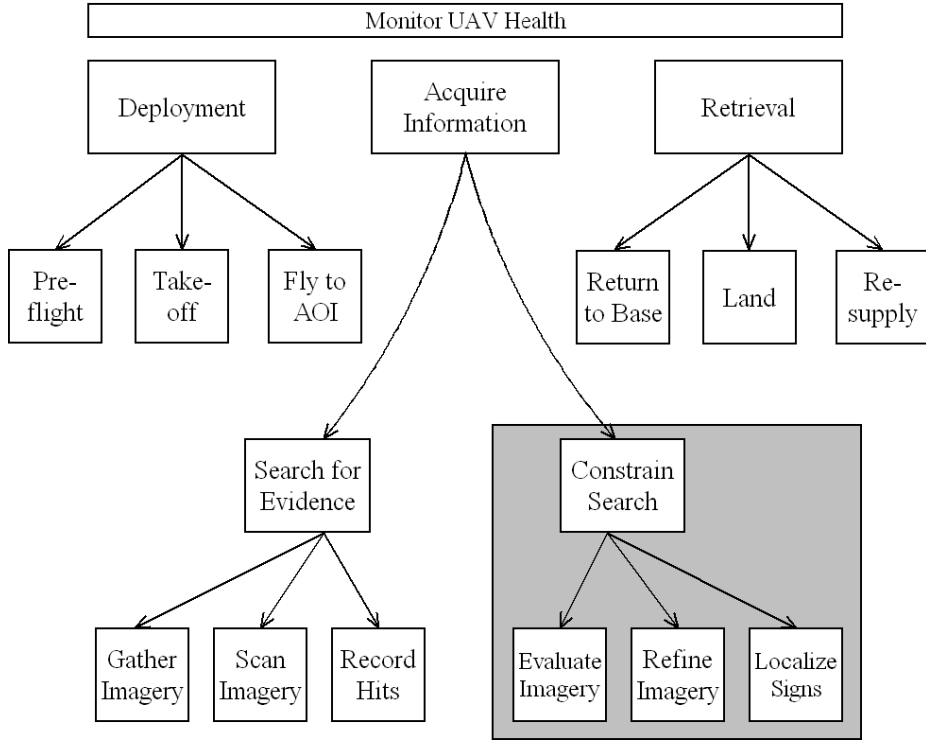 Monitor UAV Health
Deployment
Acquire
Information
Retrieval
Pre-
flight
Take-
off
Fly to
AOI
Return
to Base
Land
Re-
supply
Search for
Evidence
Constrain
Search
Gather
Imagery
Scan
Imagery
Record
Hits
Evaluate
Imagery
Refine
Imagery
Localize
Signs